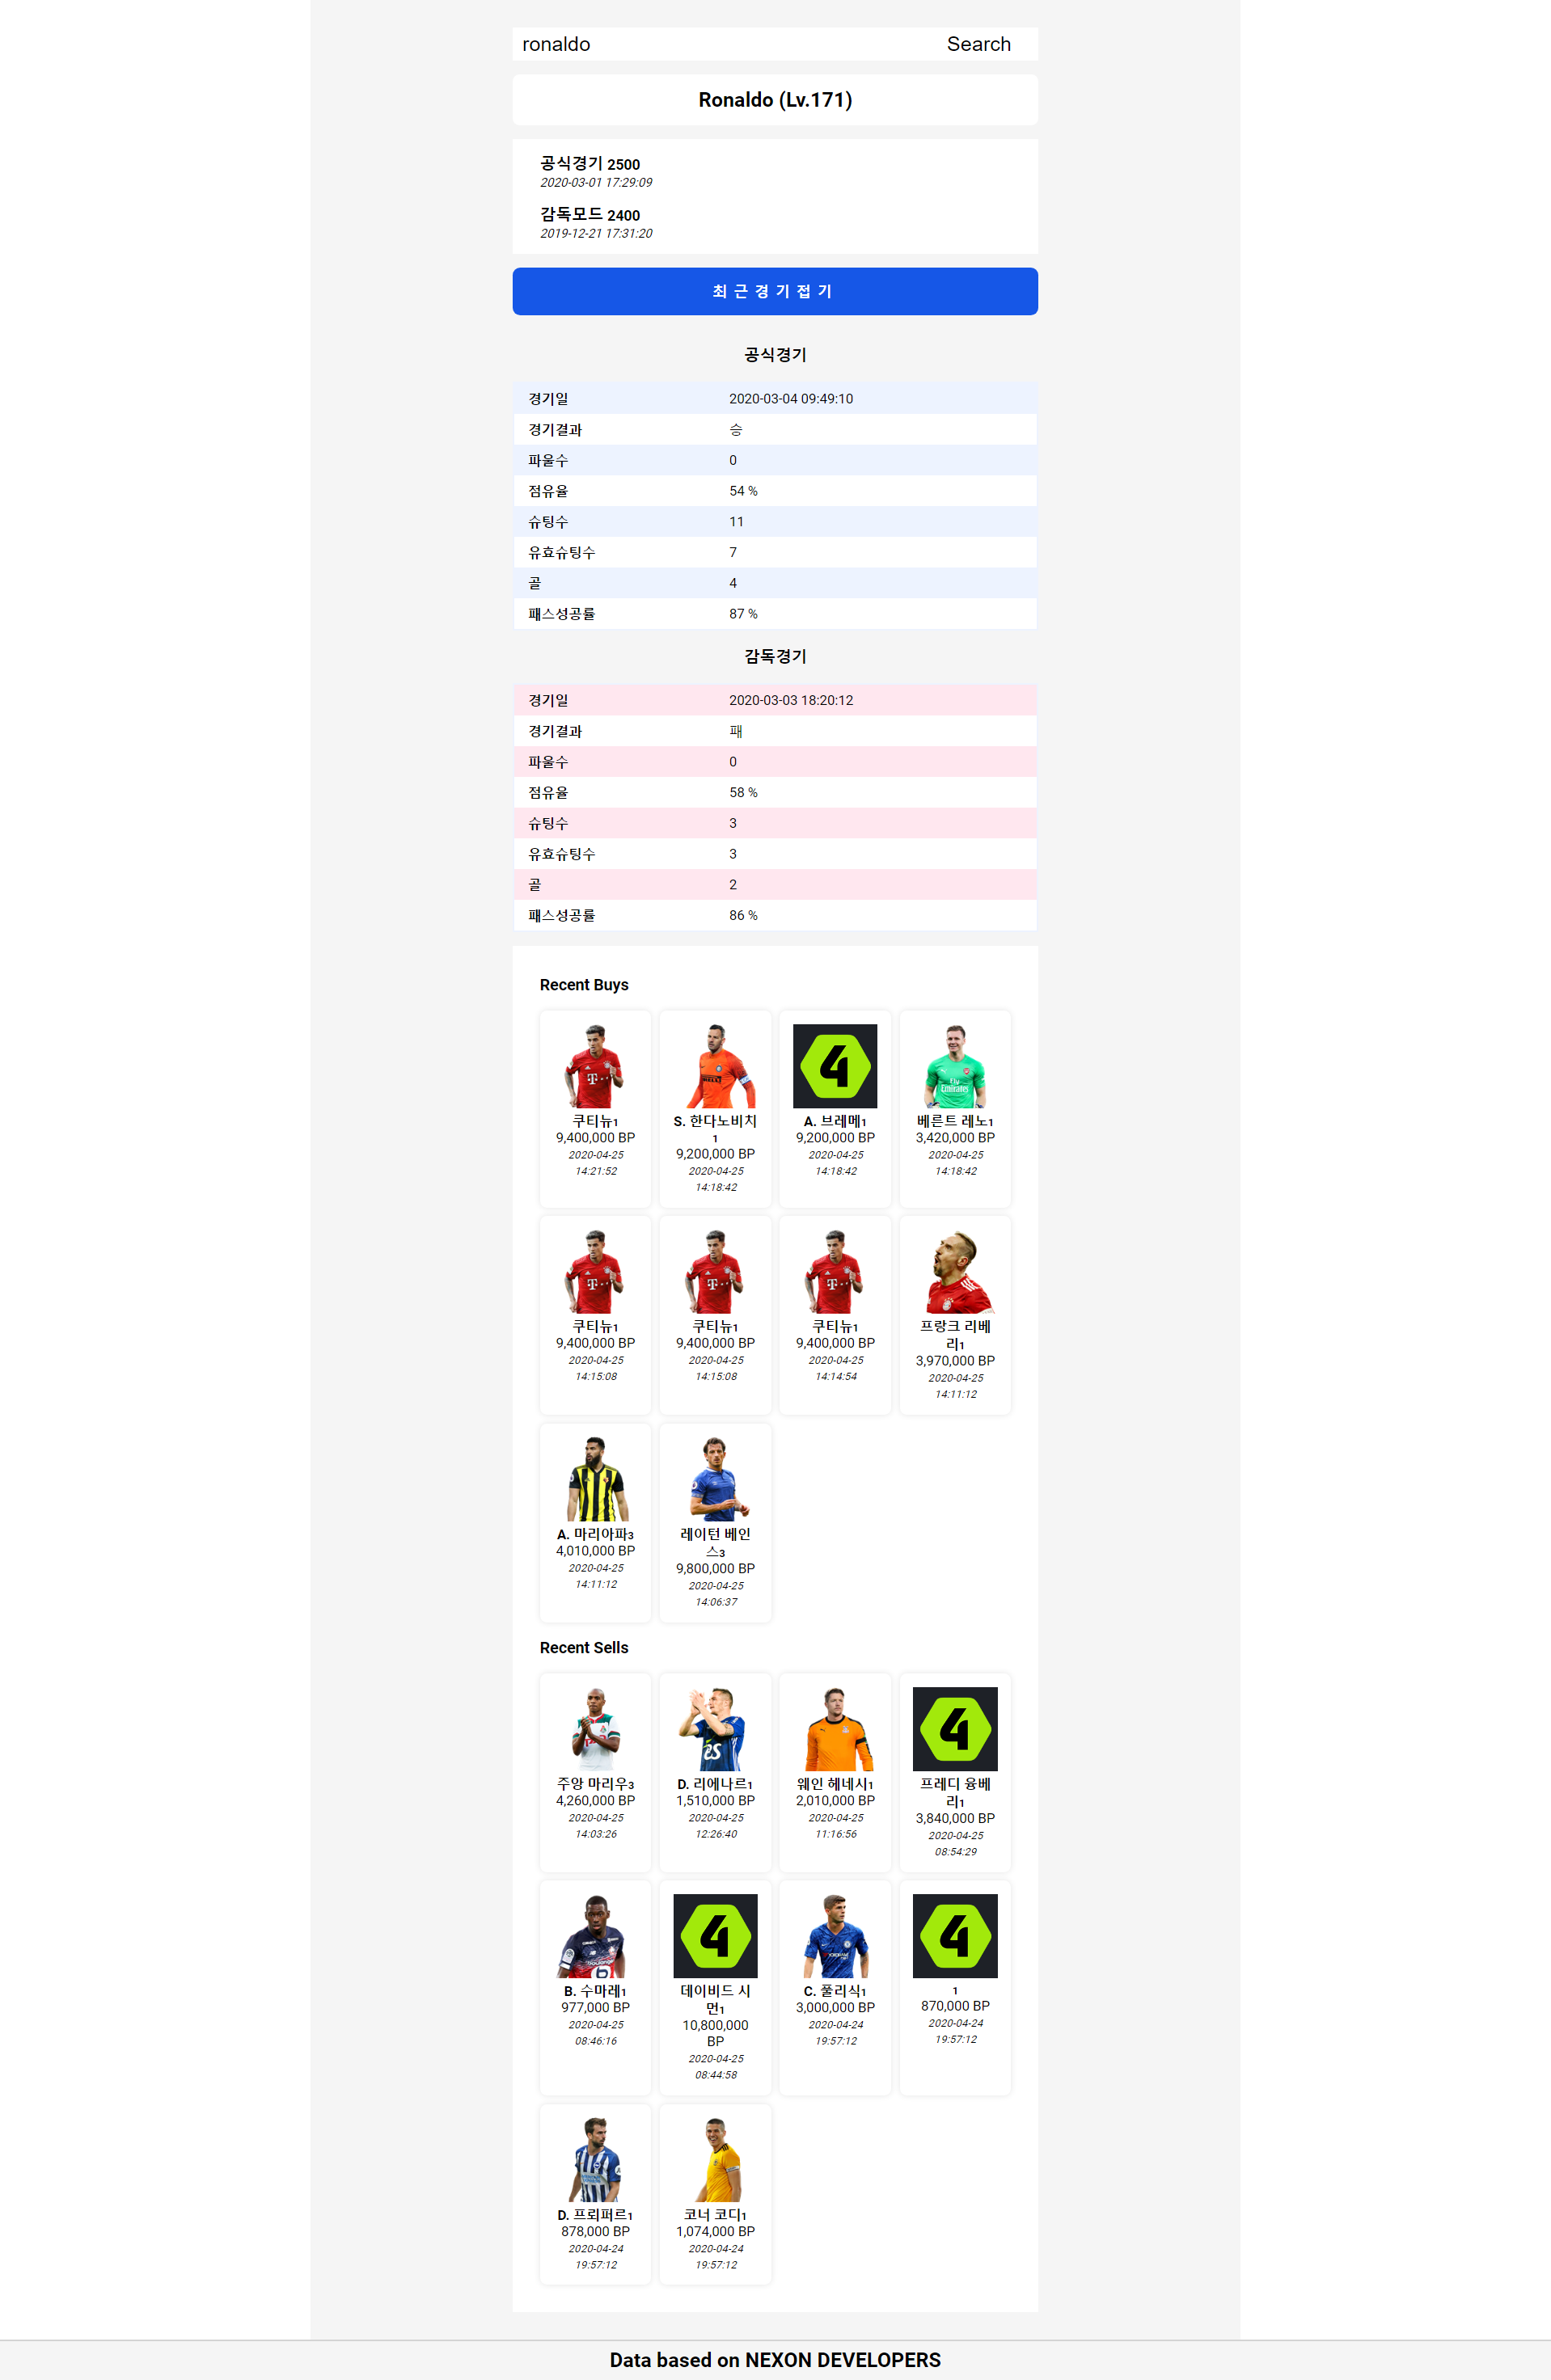 ronaldo Search
Ronaldo (Lv.171)
공식경기 2500
2020-03-01 17:29:09
감독모드 2400
2019-12-21 17:31:20
최근경기접기
공식경기
경기일 2020-03-04 09:49:10
경기결과 승
파울수 0
점유율 54 %
슈팅수 11
유효슈팅수 7
골 4
패스성공률 87 %
감독경기
경기일 2020-03-03 18:20:12
경기결과 패
파울수 0
점유율 58 %
슈팅수 3
유효슈팅수 3
골 2
패스성공률 86 %
Recent Buys
4
쿠티뉴1
9,400,000 BP
2020-04-25
14:21:52
S. 한다노비치
1
9,200,000 BP
2020-04-25
14:18:42
A. 브레메1
9,200,000 BP
2020-04-25
14:18:42
베른트 레노1
3,420,000 BP
2020-04-25
14:18:42
쿠티뉴1
9,400,000 BP
2020-04-25
14:15:08
쿠티뉴1
9,400,000 BP
2020-04-25
14:15:08
쿠티뉴1
9,400,000 BP
2020-04-25
14:14:54
프랑크 리베
리1
3,970,000 BP
2020-04-25
14:11:12
A. 마리아파3
4,010,000 BP
2020-04-25
14:11:12
레이턴 베인
스3
9,800,000 BP
2020-04-25
14:06:37
Recent Sells
주앙 마리우3
4,260,000 BP
2020-04-25
14:03:26
D. 리에나르1
1,510,000 BP
2020-04-25
12:26:40
웨인 헤네시1
2,010,000 BP
2020-04-25
11:16:56
4
프레디 융베
리1
3,840,000 BP
2020-04-25
08:54:29
B. 수마레1
977,000 BP
2020-04-25
08:46:16
4
데이비드 시
먼1
10,800,000
BP
2020-04-25
08:44:58
C. 풀리식1
3,000,000 BP
2020-04-24
19:57:12
4
1
870,000 BP
2020-04-24
19:57:12
D. 프뢰퍼르1
878,000 BP
2020-04-24
19:57:12
코너 코디1
1,074,000 BP
2020-04-24
19:57:12
Data based on NEXON DEVELOPERS